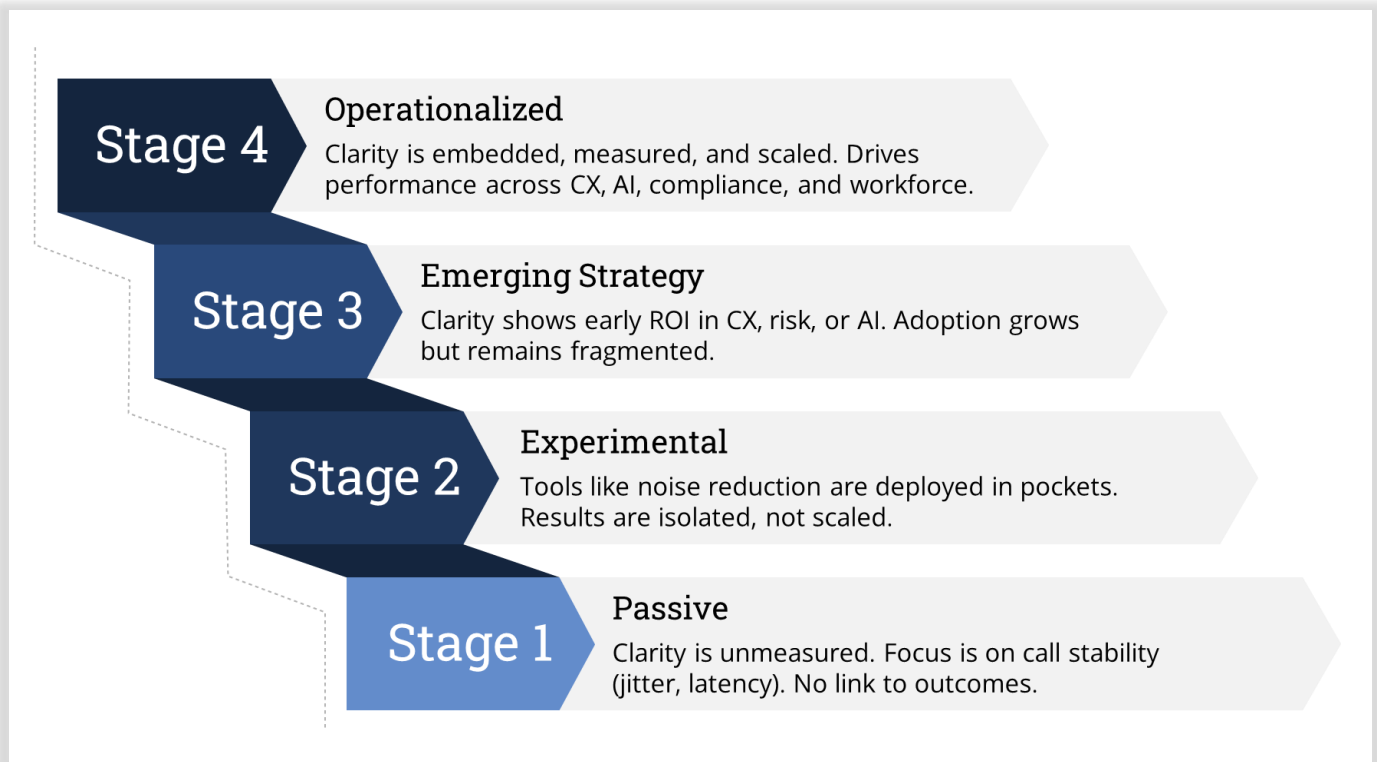 Stage 4
Operationalized
Clarity is embedded, measured, and scaled. Drives
performance across CX, AI, compliance, and workforce.
Stage 3
Emerging Strategy
Clarity shows early ROI in CX, risk, or AI. Adoption grows
but remains fragmented.
Stage 2
Experimental
Tools like noise reduction are deployed in pockets.
Results are isolated, not scaled.
Stage 1
Passive
Clarity is unmeasured. Focus is on call stability
(jitter, latency). No link to outcomes.